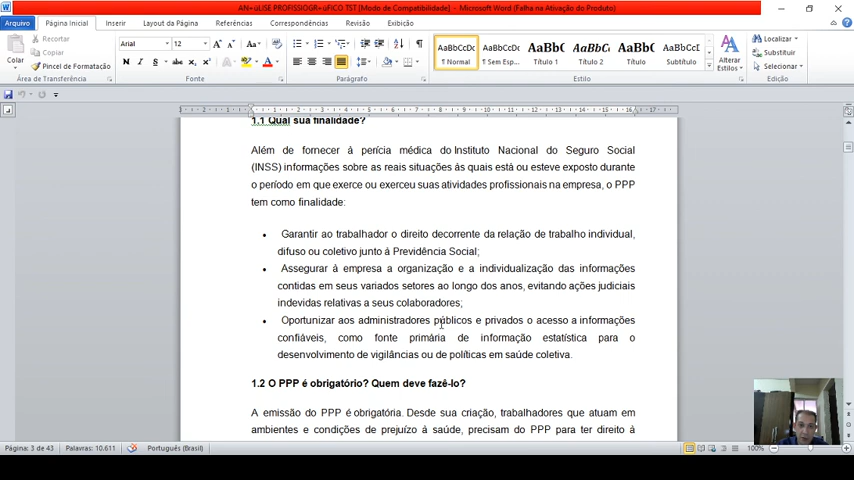 AN+uLISE PROFISSIOGR+uFICO TST [Modo de Compatibilidade] - Microsoft Word (Falha na Ativação do Produto)
Arquivo Página Inicial Inserir Layout da Página Referências Correspondências Revisão Exibição
Recortar
Copiar
Pincel de Formatação
Colar
Arial 12
N I S abc x₂ x² A
AaBbCcDc AaBbCcDc AaBbC AaBbCc AaBbC AaBbCcI
¶ Normal ¶ Sem Esp... Título 1 Título 2 Título Subtítulo
Alterar Estilos
Localizar
Substituir
Selecionar
Área de Transferência Fonte Parágrafo Estilo Edição
1.1 Qual sua finalidade?
Além de fornecer à perícia médica do Instituto Nacional do Seguro Social
(INSS) informações sobre as reais situações às quais está ou esteve exposto durante
o período em que exerce ou exerceu suas atividades profissionais na empresa, o PPP
tem como finalidade:
• Garantir ao trabalhador o direito decorrente da relação de trabalho individual,
difuso ou coletivo junto à Previdência Social;
• Assegurar à empresa a organização e a individualização das informações
contidas em seus variados setores ao longo dos anos, evitando ações judiciais
indevidas relativas a seus colaboradores;
• Oportunizar aos administradores públicos e privados o acesso a informações
confiáveis, como fonte primária de informação estatística para o
desenvolvimento de vigilâncias ou de políticas em saúde coletiva.
1.2 O PPP é obrigatório? Quem deve fazê-lo?
A emissão do PPP é obrigatória. Desde sua criação, trabalhadores que atuam em
ambientes e condições de prejuízo à saúde, precisam do PPP para ter direito à
Página: 3 de 43 Palavras: 10.611 Português (Brasil) 100%